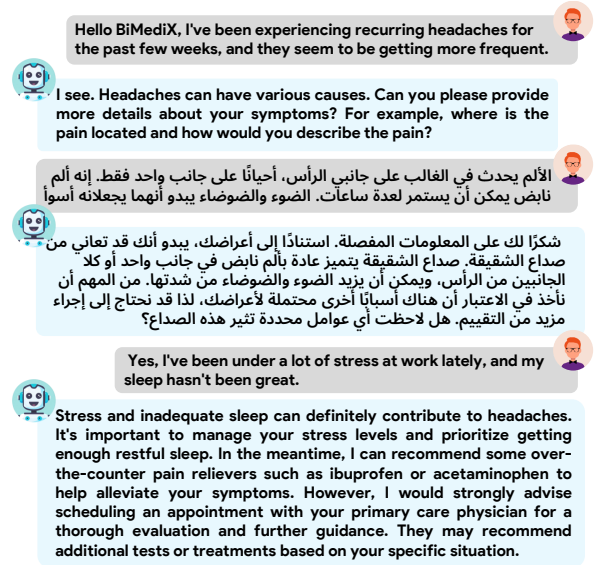 Hello BiMediX, I've been experiencing recurring headaches for
the past few weeks, and they seem to be getting more frequent.
I see. Headaches can have various causes. Can you please provide
more details about your symptoms? For example, where is the
pain located and how would you describe the pain?
الألم يحدث في الغالب على جانبي الرأس، أحيانًا على جانب واحد فقط. إنه ألم
نابض يمكن أن يستمر لعدة ساعات. الضوء والضوضاء يبدو أنهما يجعلانه أسوأ
شكرًا لك على المعلومات المفصلة. استنادًا إلى أعراضك، يبدو أنك قد تعاني من
صداع الشقيقة. صداع الشقيقة يتميز عادة بألم نابض في جانب واحد أو كلا
الجانبين من الرأس، ويمكن أن يزيد الضوء والضوضاء من شدتها. من المهم أن
نأخذ في الاعتبار أن هناك أسبابًا أخرى محتملة لأعراضك، لذا قد نحتاج إلى إجراء
مزيد من التقييم. هل لاحظت أي عوامل محددة تثير هذه الصداع؟
Yes, I've been under a lot of stress at work lately, and my
sleep hasn't been great.
Stress and inadequate sleep can definitely contribute to headaches.
It's important to manage your stress levels and prioritize getting
enough restful sleep. In the meantime, I can recommend some over-
the-counter pain relievers such as ibuprofen or acetaminophen to
help alleviate your symptoms. However, I would strongly advise
scheduling an appointment with your primary care physician for a
thorough evaluation and further guidance. They may recommend
additional tests or treatments based on your specific situation.